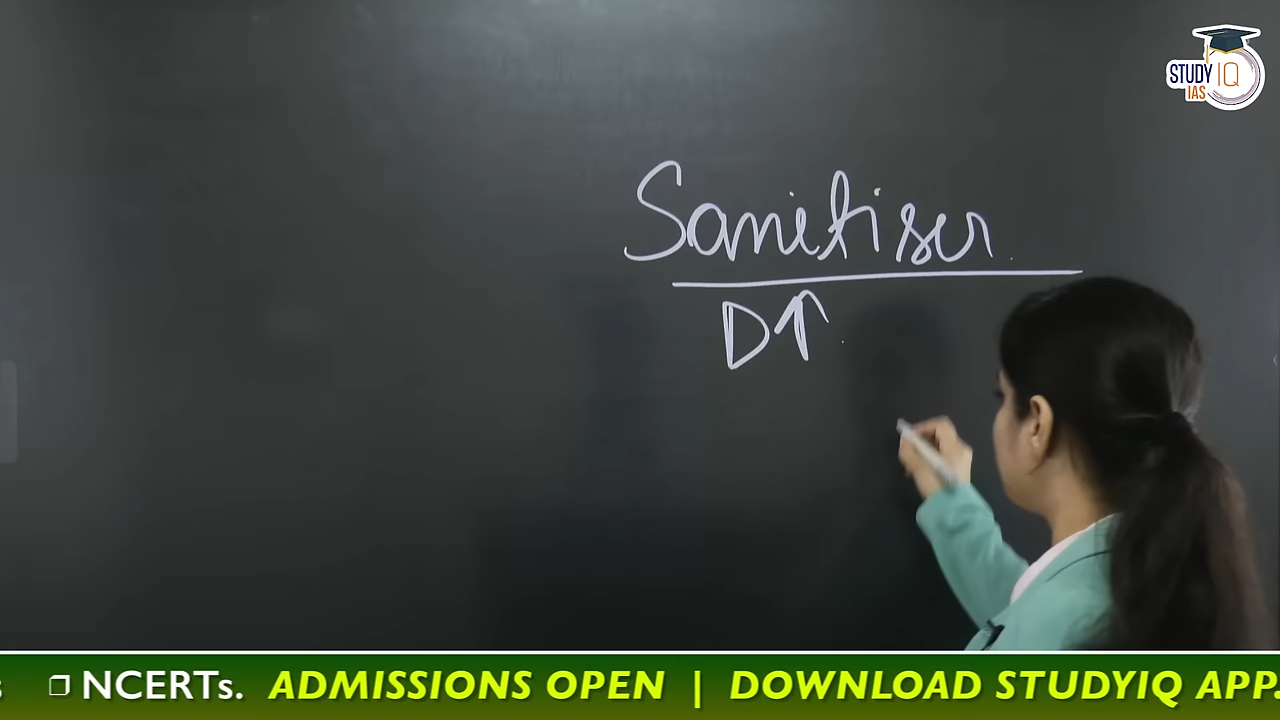 STUDY IQ
IAS
Sanitiser
D↑
❐ NCERTs. ADMISSIONS OPEN | DOWNLOAD STUDYIQ APP.